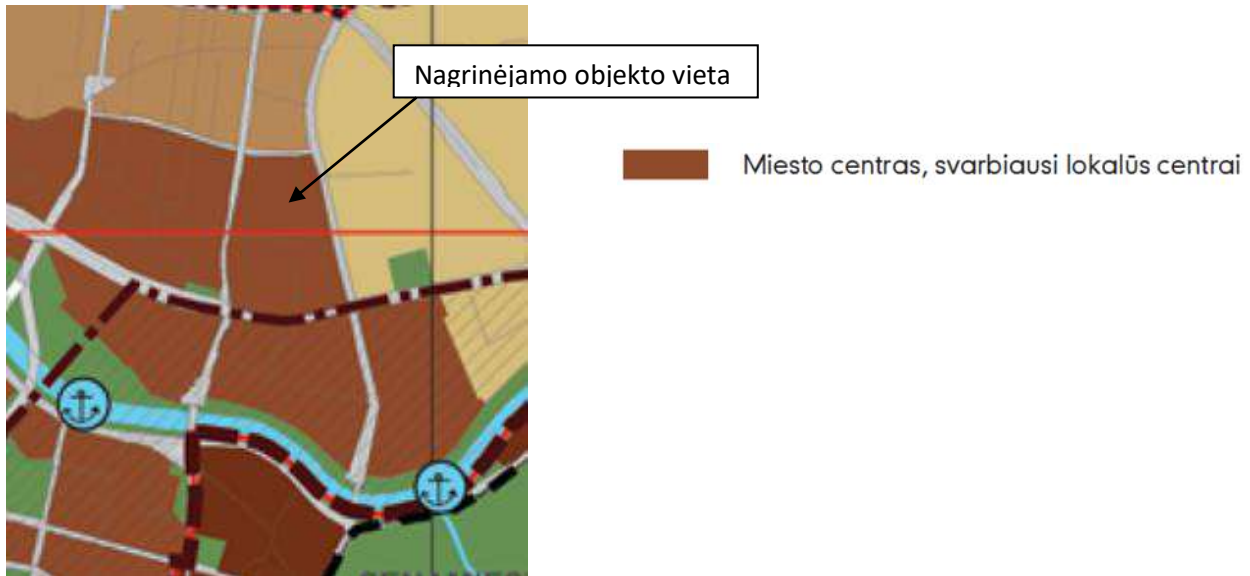 Nagrinėjamo objekto vieta
Miesto centras, svarbiausi lokalūs centrai